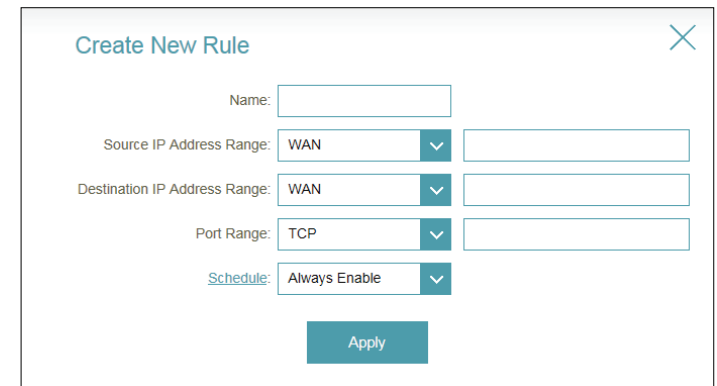 Create New Rule
Name:
Source IP Address Range: WAN
Destination IP Address Range: WAN
Port Range: TCP
Schedule: Always Enable
Apply